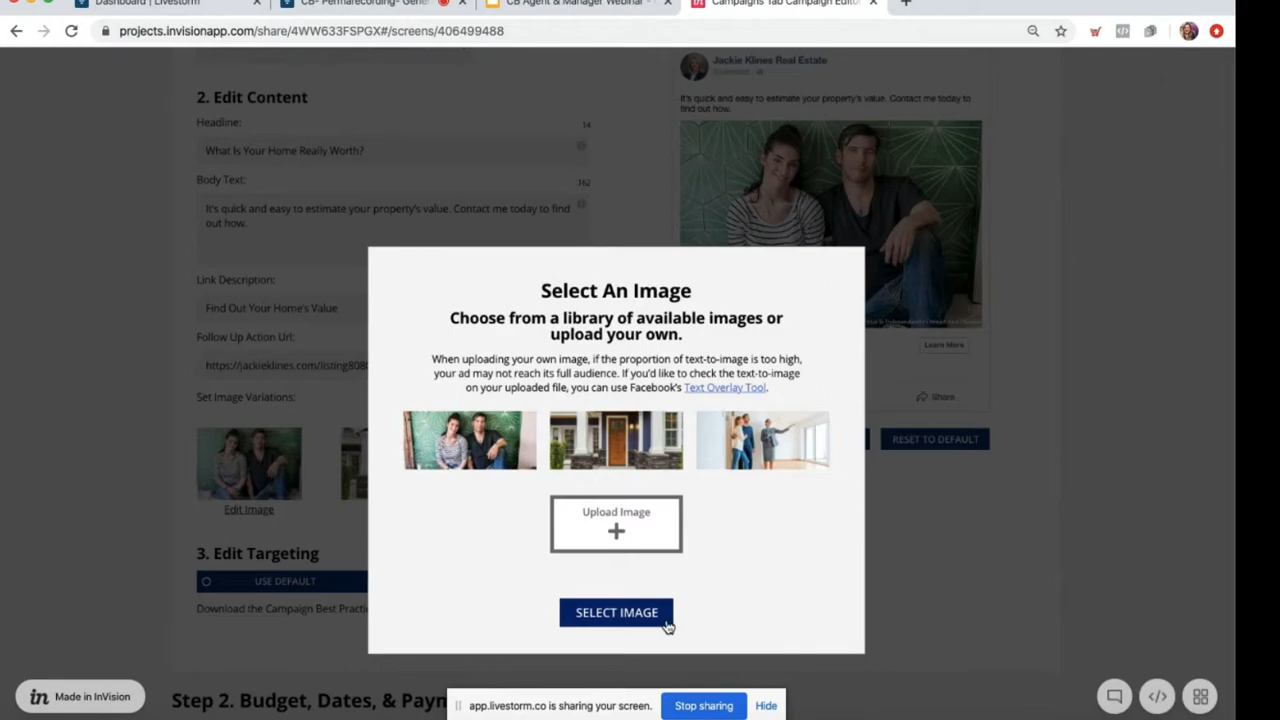 Dashboard | Livestorm
CB- Permarecording- Gene
CB Agent & Manager Webinar -
Campaigns Tab Campaign Editor
projects.invisionapp.com/share/4WW633FSPGX#/screens/406499488
Jackie Klines Real Estate
It's quick and easy to estimate your property's value. Contact me today to
find out how.
2. Edit Content
Headline:
14
What Is Your Home Really Worth?
Body Text:
162
It's quick and easy to estimate your property's value. Contact me today to find
out how.
Link Description:
Find Out Your Home's Value
Follow Up Action Url:
https://jackieklines.com/listing808
Set Image Variations:
Edit Image
Learn More
Share
RESET TO DEFAULT
Select An Image
Choose from a library of available images or
upload your own.
When uploading your own image, if the proportion of text-to-image is too high,
your ad may not reach its full audience. If you'd like to check the text-to-image
on your uploaded file, you can use Facebook's Text Overlay Tool.
Upload Image
SELECT IMAGE
3. Edit Targeting
USE DEFAULT
Download the Campaign Best Practi
in Made in InVision
Step 2. Budget, Dates, & Paym
app.livestorm.co is sharing your screen.
Stop sharing
Hide